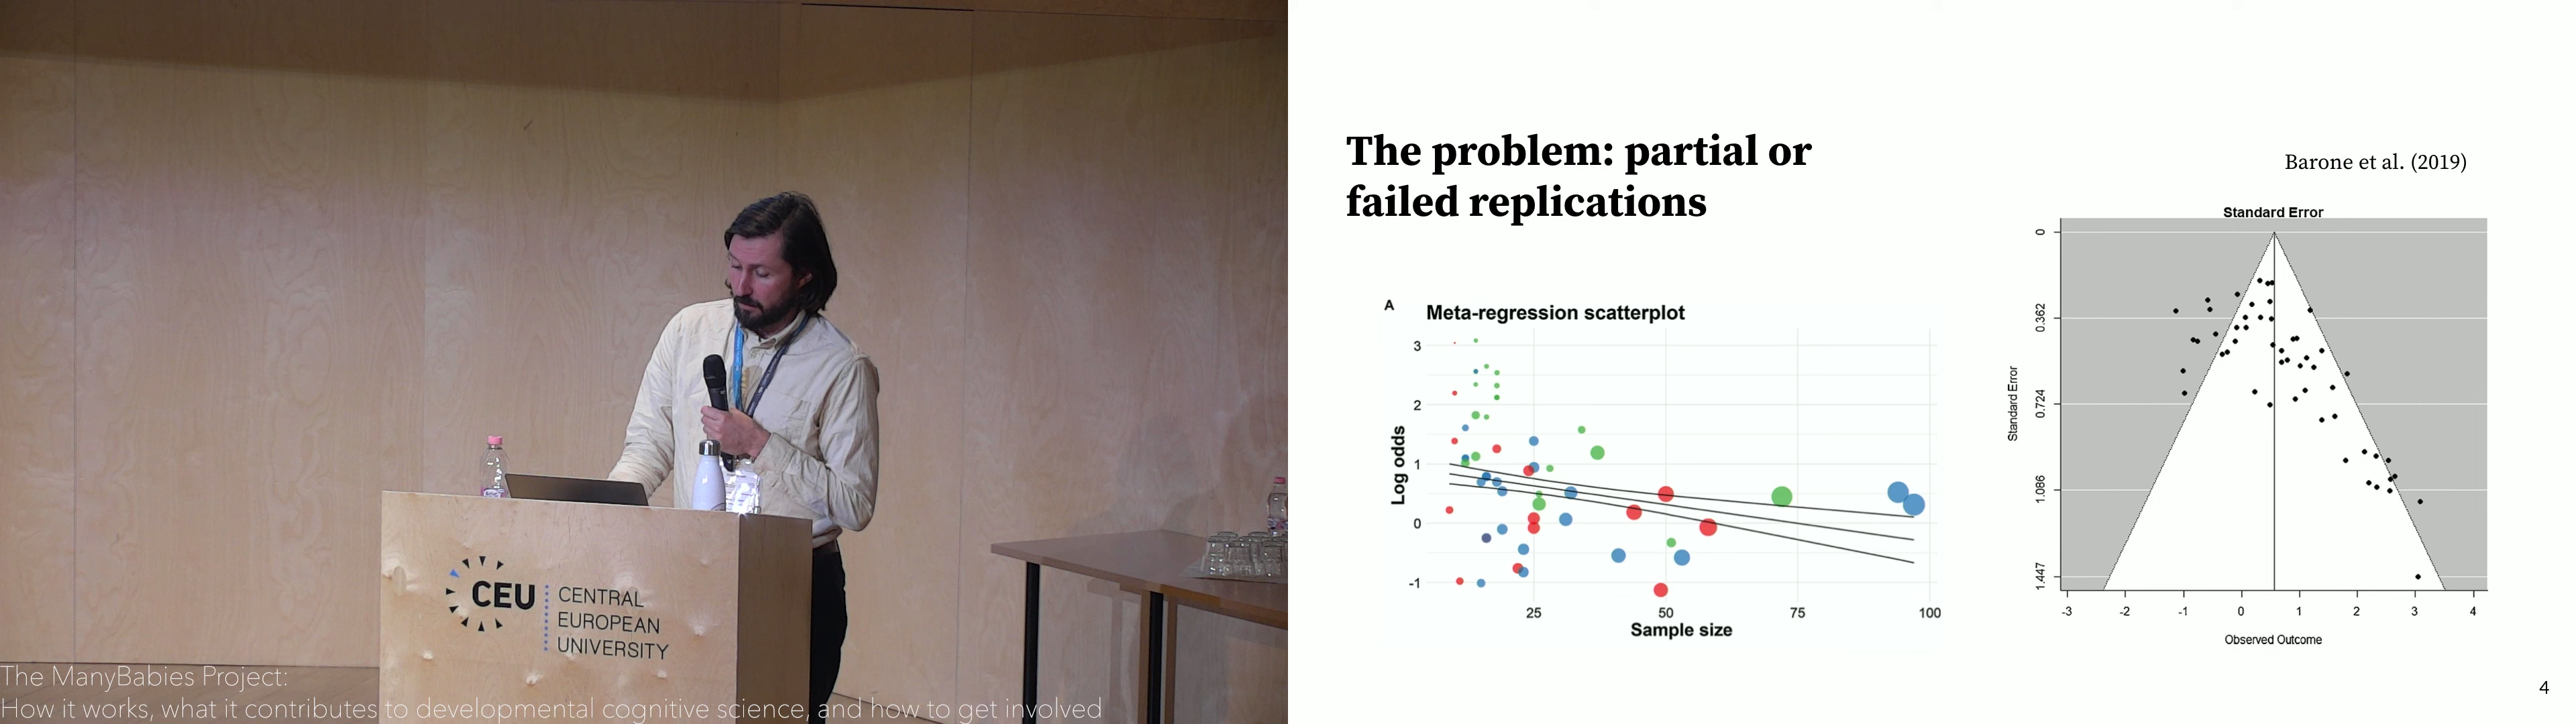 CEU
CENTRAL
EUROPEAN
UNIVERSITY
The ManyBabies Project:
How it works, what it contributes to developmental cognitive science, and how to get involved
The problem: partial or
failed replications
Barone et al. (2019)
A
Meta-regression scatterplot
Log odds
3
2
1
0
-1
25
50
75
100
Sample size
Standard Error
Standard Error
0
0.362
0.724
1.086
1.447
-3
-2
-1
0
1
2
3
4
Observed Outcome
4